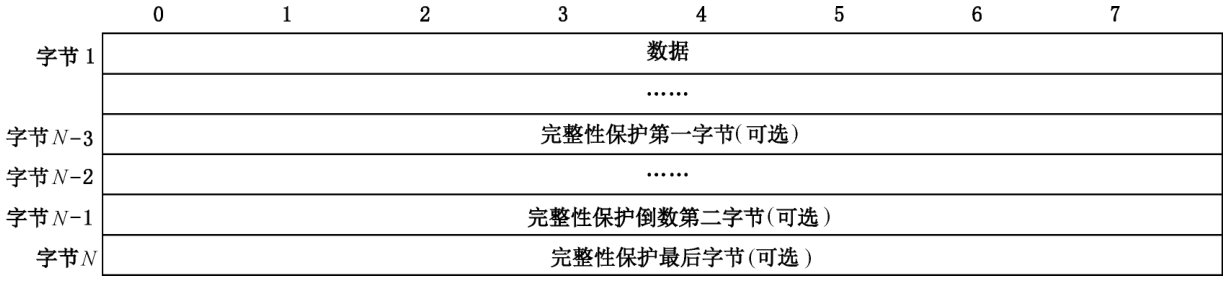 0 1 2 3 4 5 6 7
字节1 数据
……
字节N-3 完整性保护第一字节(可选)
字节N-2 ……
字节N-1 完整性保护倒数第二字节(可选)
字节N 完整性保护最后字节(可选)